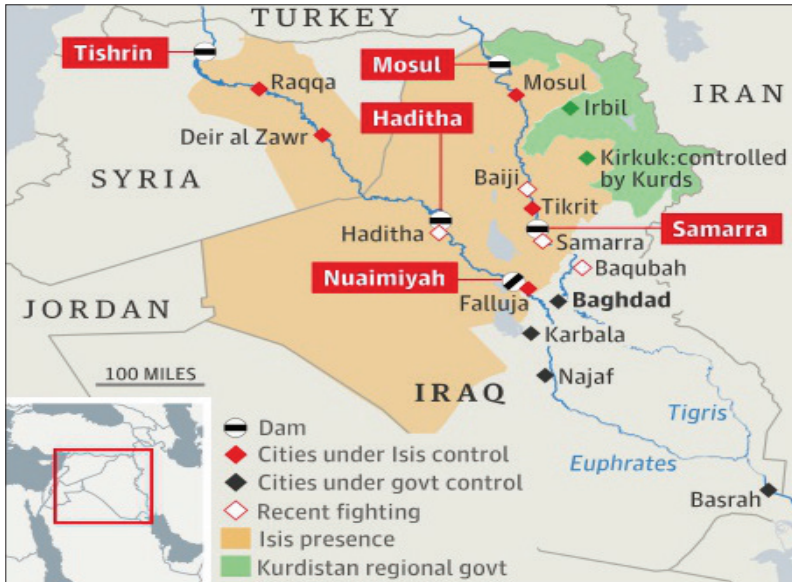 TURKEY
Tishrin
Raqqa
Mosul
Mosul
IRAN
Irbil
Haditha
Deir al Zawr
Kirkuk:controlled
by Kurds
SYRIA
Baiji
Tikrit
Samarra
Haditha
Samarra
Nuaimiyah
Baqubah
JORDAN
Falluja
Baghdad
Karbala
100 MILES
IRAQ
Najaf
Tigris
Euphrates
Basrah
Dam
Cities under Isis control
Cities under govt control
Recent fighting
Isis presence
Kurdistan regional govt